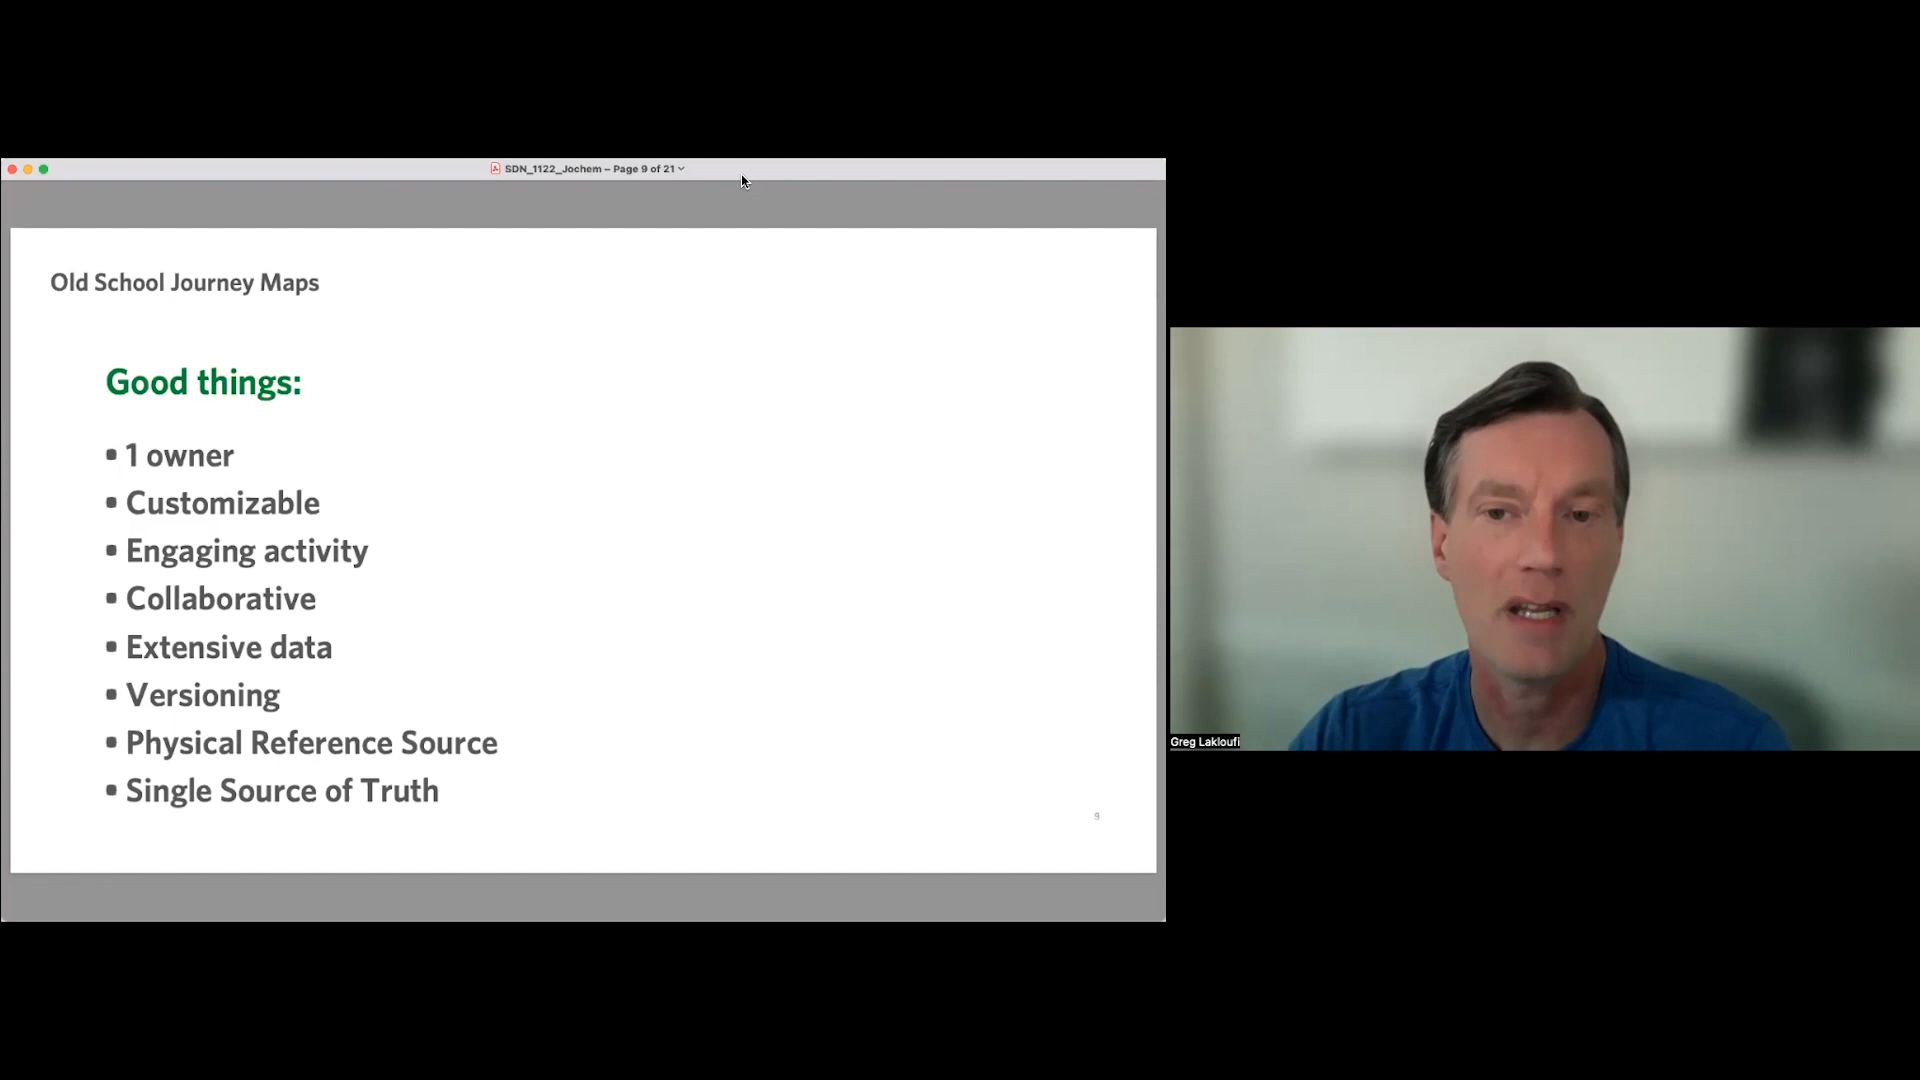 SDN_1122_Jochem – Page 9 of 21
Old School Journey Maps
Good things:
▪ 1 owner
▪ Customizable
▪ Engaging activity
▪ Collaborative
▪ Extensive data
▪ Versioning
▪ Physical Reference Source
▪ Single Source of Truth
9
Greg Lakloufi